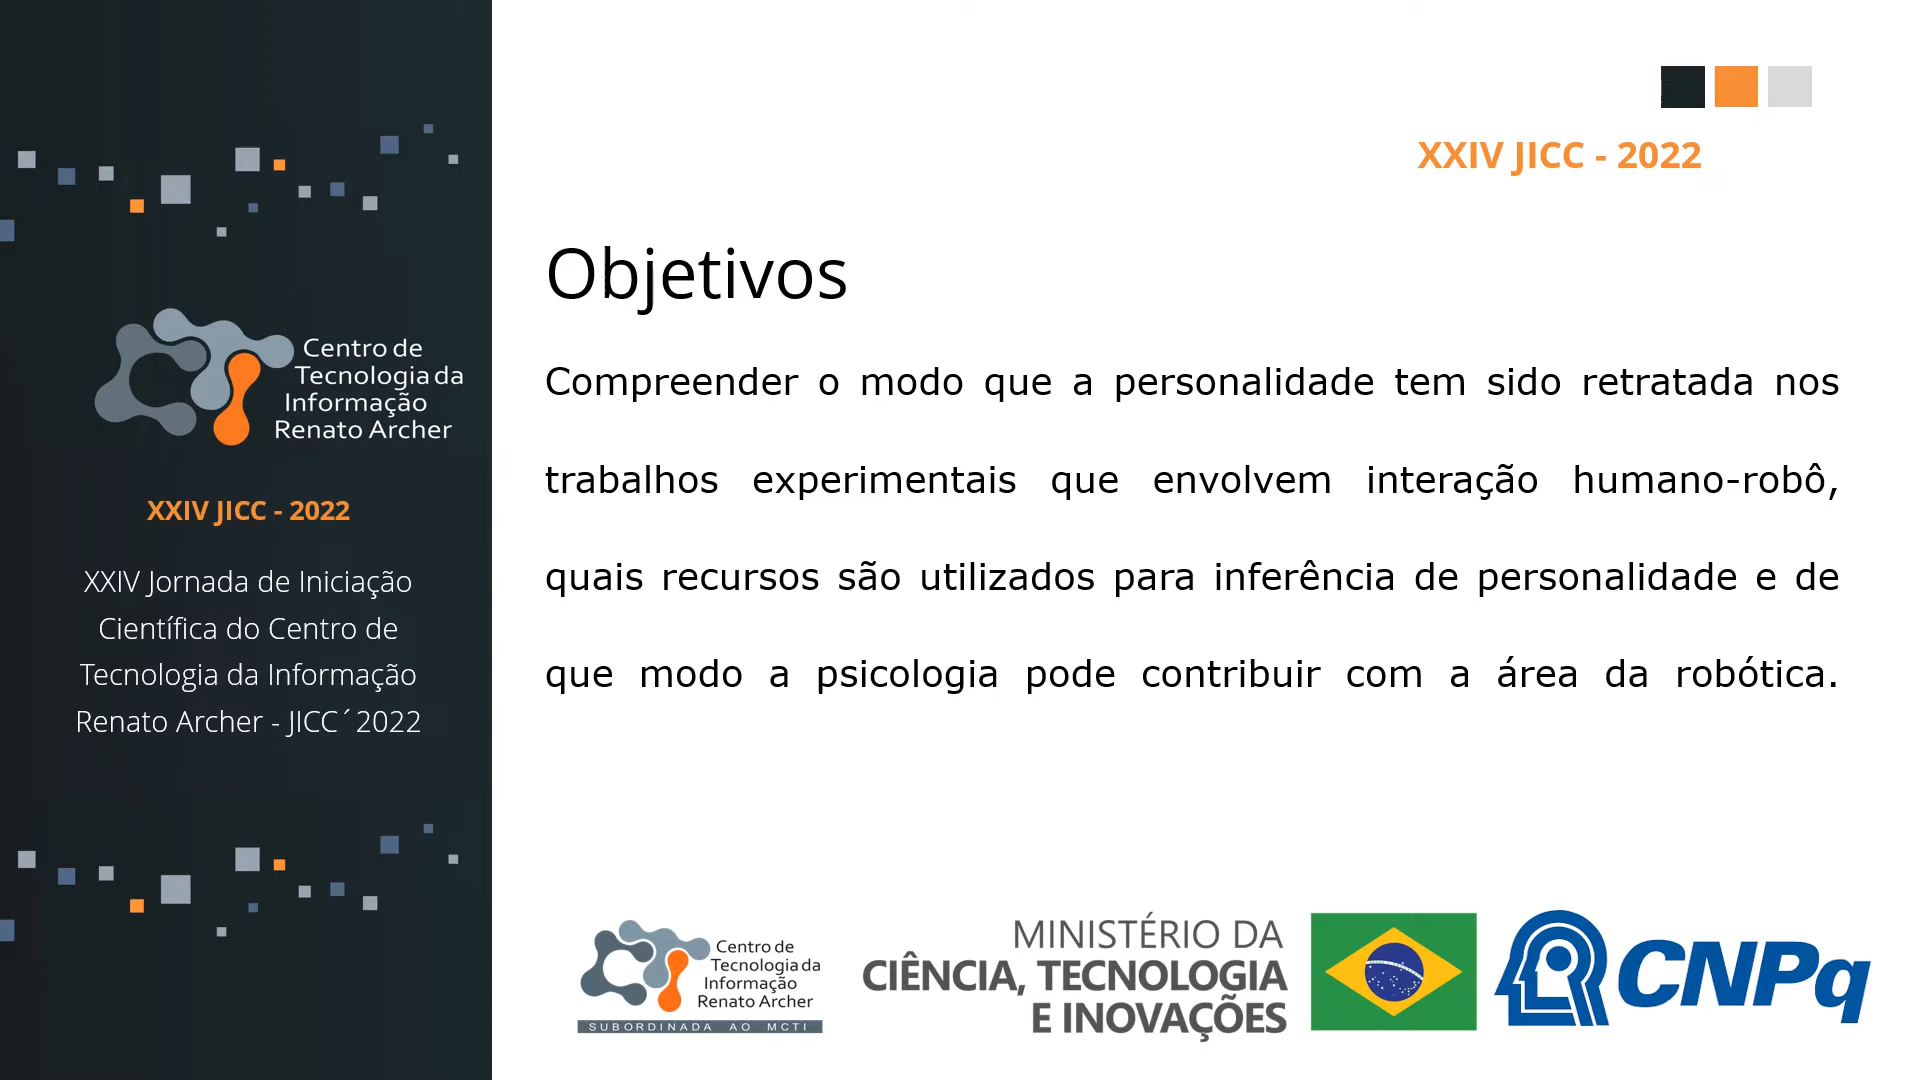 Centro de
Tecnologia da
Informação
Renato Archer
XXIV JICC - 2022
XXIV Jornada de Iniciação
Científica do Centro de
Tecnologia da Informação
Renato Archer - JICC´2022
XXIV JICC - 2022
Objetivos
Compreender o modo que a personalidade tem sido retratada nos
trabalhos experimentais que envolvem interação humano-robô,
quais recursos são utilizados para inferência de personalidade e de
que modo a psicologia pode contribuir com a área da robótica.
Centro de
Tecnologia da
Informação
Renato Archer
SUBORDINADA AO MCTI
MINISTÉRIO DA
CIÊNCIA, TECNOLOGIA
E INOVAÇÕES
CNPq